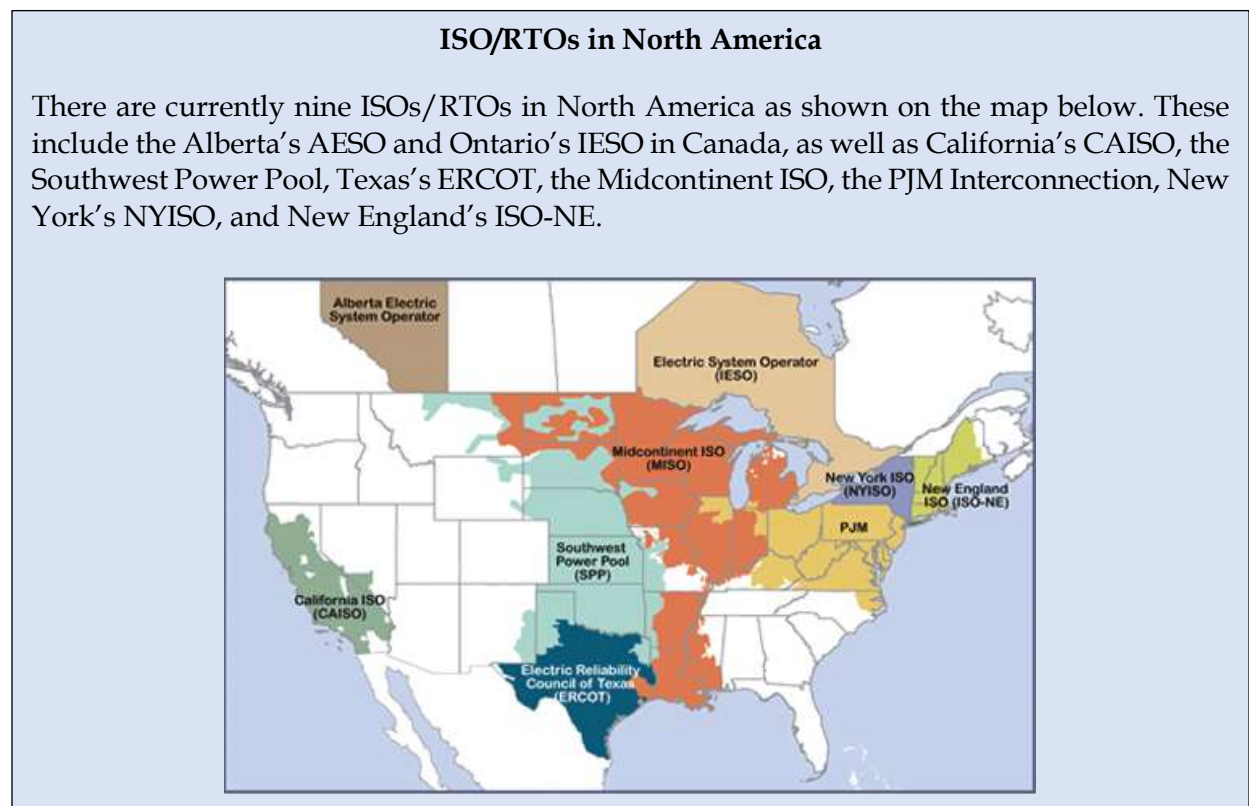 ISO/RTOs in North America
There are currently nine ISOs/RTOs in North America as shown on the map below. These
include the Alberta’s AESO and Ontario’s IESO in Canada, as well as California’s CAISO, the
Southwest Power Pool, Texas’s ERCOT, the Midcontinent ISO, the PJM Interconnection, New
York’s NYISO, and New England’s ISO-NE.
Alberta Electric
System Operator
Electric System Operator
(IESO)
Midcontinent ISO
(MISO)
New York ISO
(NYISO)
New England
ISO (ISO-NE)
PJM
Southwest
Power Pool
(SPP)
California ISO
(CAISO)
Electric Reliability
Council of Texas
(ERCOT)